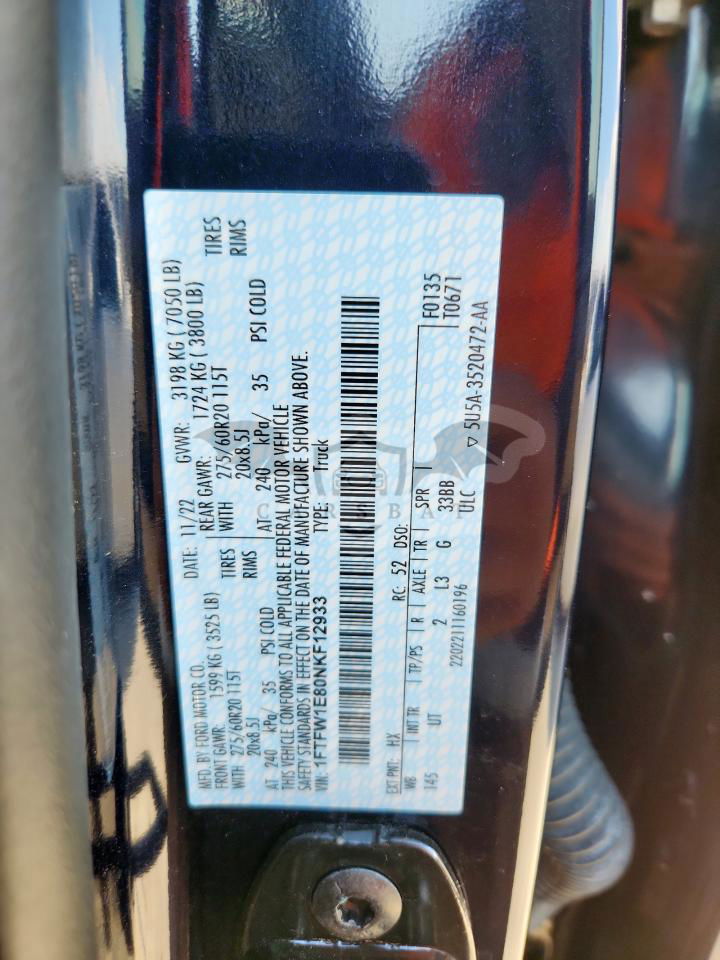 MFD. BY FORD MOTOR CO.
DATE: 11/22
GVWR: 3198 KG ( 7050 LB)
FRONT GAWR: 1599 KG ( 3525 LB)
REAR GAWR: 1724 KG ( 3800 LB)
WITH 275/60R20 115T TIRES
WITH 275/60R20 115T TIRES
20x8.5J RIMS
20x8.5J RIMS
AT 240 kPa/ 35 PSI COLD
AT 240 kPa/ 35 PSI COLD
THIS VEHICLE CONFORMS TO ALL APPLICABLE FEDERAL MOTOR VEHICLE
SAFETY STANDARDS IN EFFECT ON THE DATE OF MANUFACTURE SHOWN ABOVE.
VIN: 1FTFW1E80NKF12933
TYPE: Truck
F0135
T0671
EXT PNT: HX RC: 52 DSO:
WB INT TR TP/PS R AXLE TR SPR
145 UT 2 L3 G 33BB
2202211160196 ULC
▽ 5U5A-3520472-AA
CARSBAT